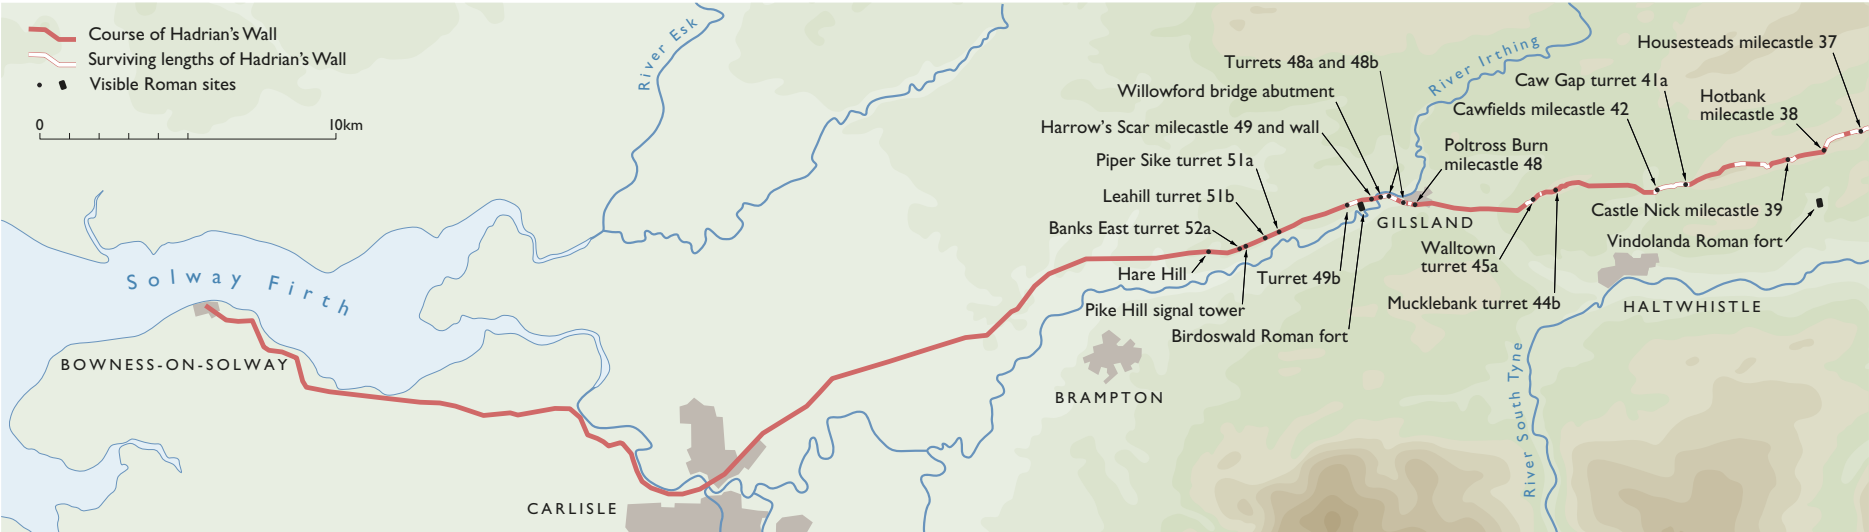 Course of Hadrian's Wall
Surviving lengths of Hadrian's Wall
Visible Roman sites
0 10km
River Esk
River Irthing
Housesteads milecastle 37
Turrets 48a and 48b
Caw Gap turret 41a
Willowford bridge abutment
Hotbank
milecastle 38
Cawfields milecastle 42
Harrow's Scar milecastle 49 and wall
Poltross Burn
milecastle 48
Piper Sike turret 51a
Leahill turret 51b
Castle Nick milecastle 39
Banks East turret 52a
GILSLAND
Vindolanda Roman fort
Walltown
turret 45a
Hare Hill
Turret 49b
Solway Firth
Mucklebank turret 44b
HALTWHISTLE
Pike Hill signal tower
Birdoswald Roman fort
BOWNESS-ON-SOLWAY
BRAMPTON
River South Tyne
CARLISLE